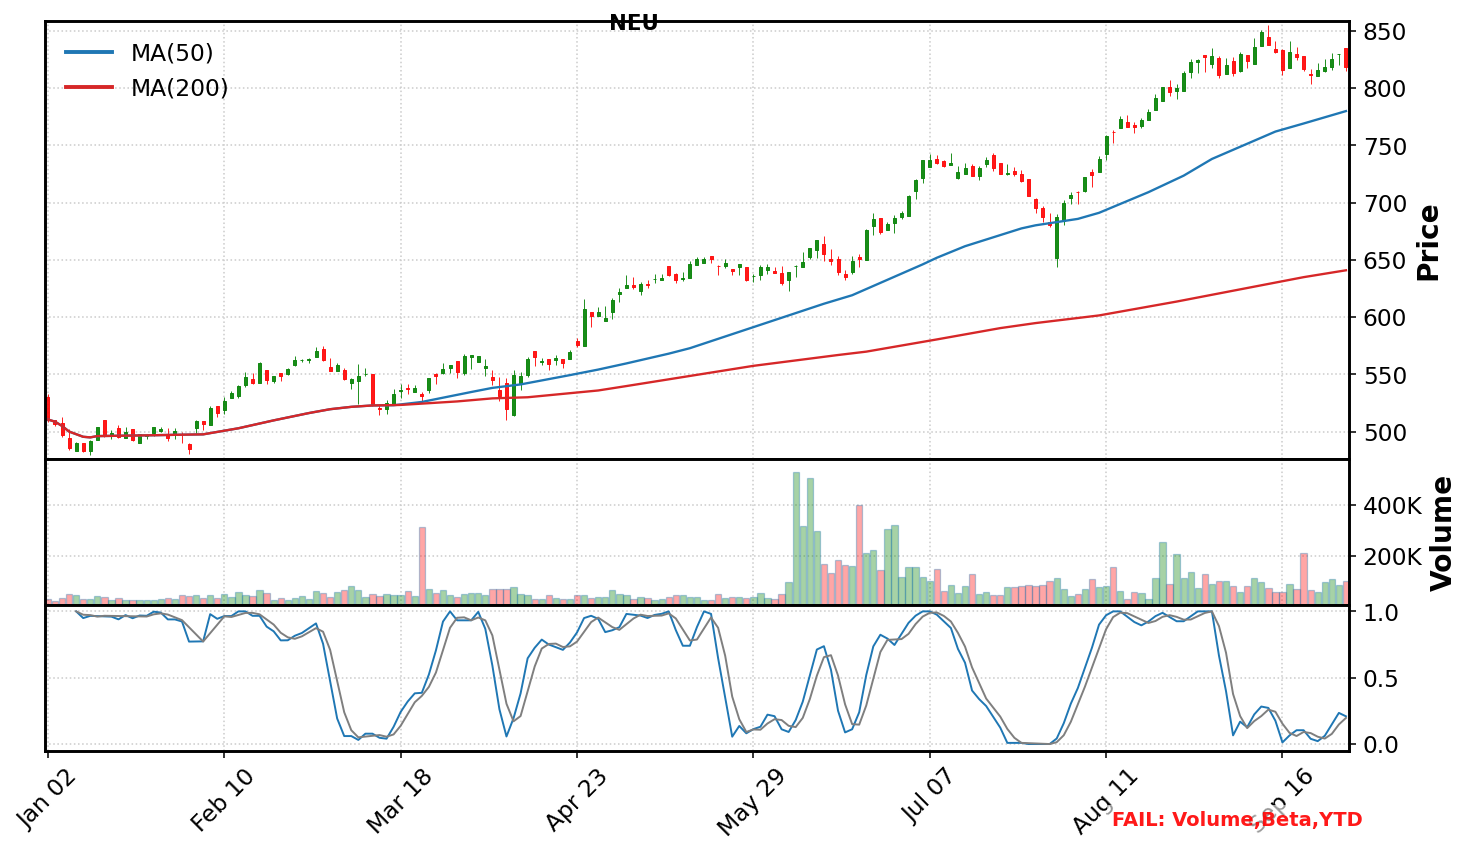 NEU
MA(50)
MA(200)
850
800
750
700
650
600
550
500
Price
400K
200K
Volume
1.0
0.5
0.0
Jan 02
Feb 10
Mar 18
Apr 23
May 29
Jul 07
Aug 11
Sep 16
FAIL: Volume,Beta,YTD